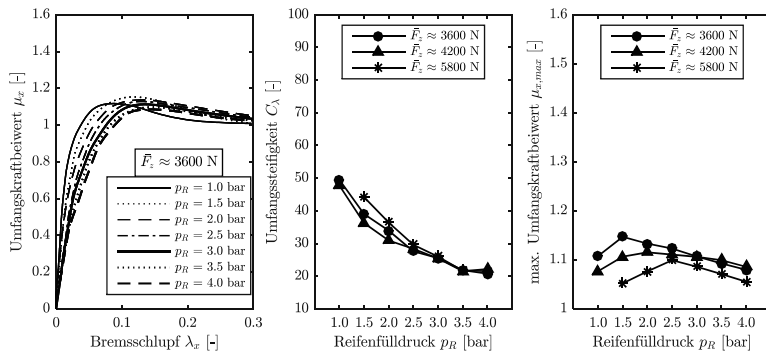 Umfangskraftbeiwert μx [-]
1.6
1.4
1.2
1
0.8
0.6
0.4
0.2
0
F̄z ≈ 3600 N
pR = 1.0 bar
pR = 1.5 bar
pR = 2.0 bar
pR = 2.5 bar
pR = 3.0 bar
pR = 3.5 bar
pR = 4.0 bar
0 0.1 0.2 0.3
Bremsschlupf λx [-]
Umfangssteifigkeit Cλ [-]
100
90
80
70
60
50
40
30
20
10
F̄z ≈ 3600 N
F̄z ≈ 4200 N
F̄z ≈ 5800 N
1.0 1.5 2.0 2.5 3.0 3.5 4.0
Reifenfülldruck pR [bar]
max. Umfangskraftbeiwert μx,max [-]
1.6
1.5
1.4
1.3
1.2
1.1
1
F̄z ≈ 3600 N
F̄z ≈ 4200 N
F̄z ≈ 5800 N
1.0 1.5 2.0 2.5 3.0 3.5 4.0
Reifenfülldruck pR [bar]